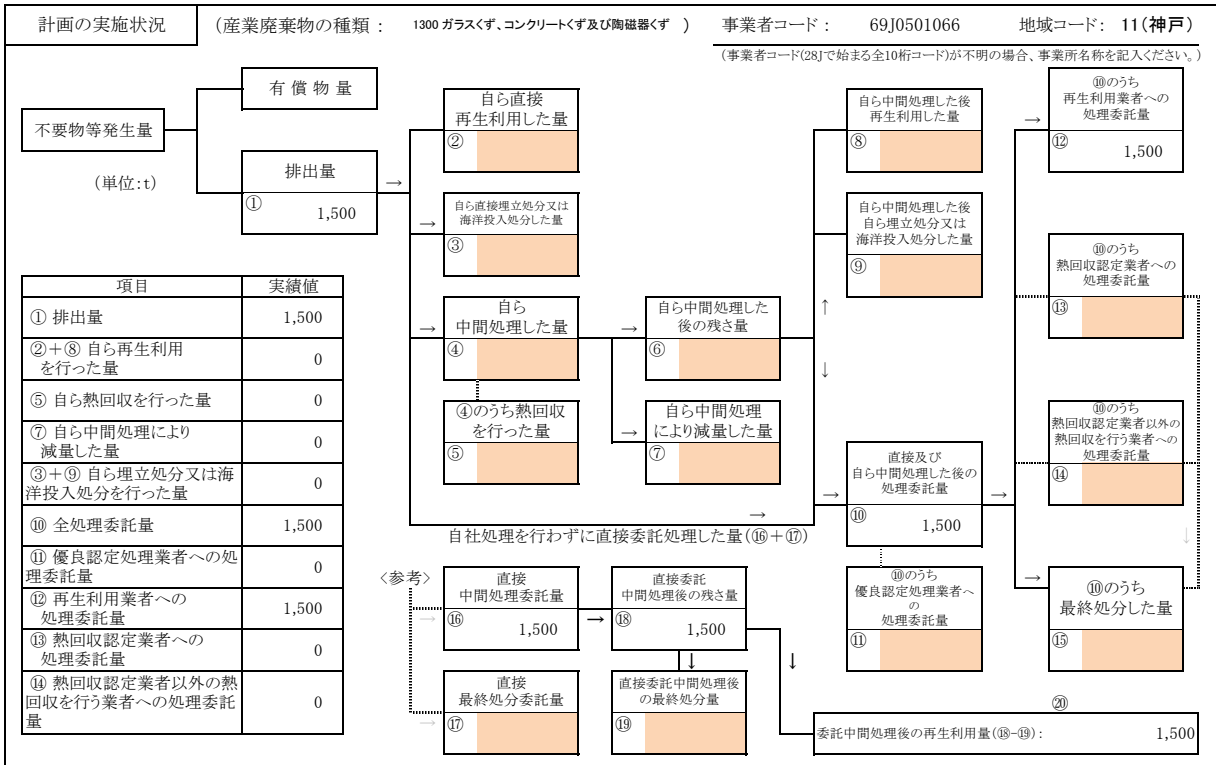 計画の実施状況
(産業廃棄物の種類： 1300 ガラスくず、コンクリートくず及び陶磁器くず )
事業者コード： 69J0501066
地域コード： 11(神戸)
(事業者コード(28Jで始まる全10桁コード)が不明の場合、事業所名称を記入ください。)
不要物等発生量
(単位:t)
有償物量
排出量
① 1,500
→
自ら直接
再生利用した量
②
→
自ら直接埋立処分又は
海洋投入処分した量
③
→
自ら
中間処理した量
④
④のうち熱回収
を行った量
⑤
→
自ら中間処理した
後の残さ量
⑥
→
自ら中間処理
により減量した量
⑦
自ら中間処理した後
再生利用した量
⑧
自ら中間処理した後
自ら埋立処分又は
海洋投入処分した量
⑨
↑
↓
→
自社処理を行わずに直接委託処理した量(⑯＋⑰)
→
直接及び
自ら中間処理した後の
処理委託量
⑩ 1,500
→
⑩のうち
優良認定処理業者へ
の
処理委託量
⑪
→
⑩のうち
再生利用業者への
処理委託量
⑫ 1,500
⑩のうち
熱回収認定業者への
処理委託量
⑬
⑩のうち
熱回収認定業者以外の
熱回収を行う業者への
処理委託量
⑭
↓
→
⑩のうち
最終処分した量
⑮
項目 実績値
① 排出量 1,500
②＋⑧ 自ら再生利用
を行った量 0
⑤ 自ら熱回収を行った量 0
⑦ 自ら中間処理により
減量した量 0
③＋⑨ 自ら埋立処分又は海
洋投入処分を行った量 0
⑩ 全処理委託量 1,500
⑪ 優良認定処理業者への処
理委託量 0
⑫ 再生利用業者への
処理委託量 1,500
⑬ 熱回収認定業者への
処理委託量 0
⑭ 熱回収認定業者以外の熱
回収を行う業者への処理委託
量 0
〈参考〉
→
直接
中間処理委託量
⑯ 1,500
→
直接委託
中間処理後の残さ量
⑱ 1,500
→
直接
最終処分委託量
⑰
↓
直接委託中間処理後
の最終処分量
⑲
↓
⑳
委託中間処理後の再生利用量(⑱-⑲)： 1,500